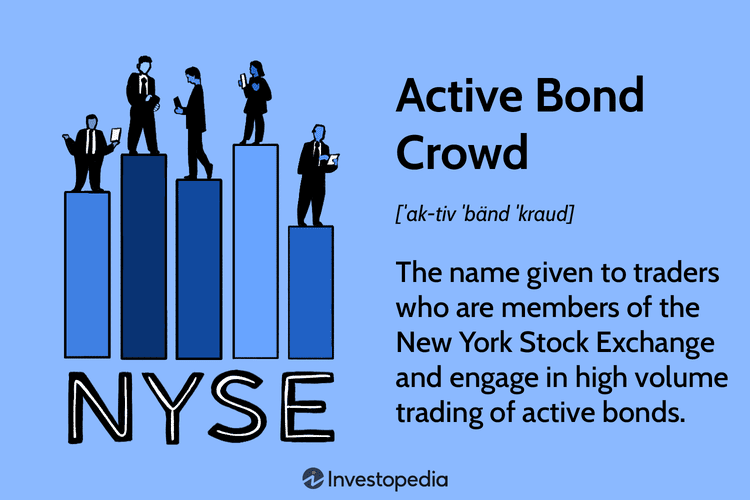 Active Bond
Crowd
['ak-tiv 'bänd 'kraud]
The name given to traders
who are members of the
New York Stock Exchange
and engage in high volume
trading of active bonds.
NYSE
Investopedia